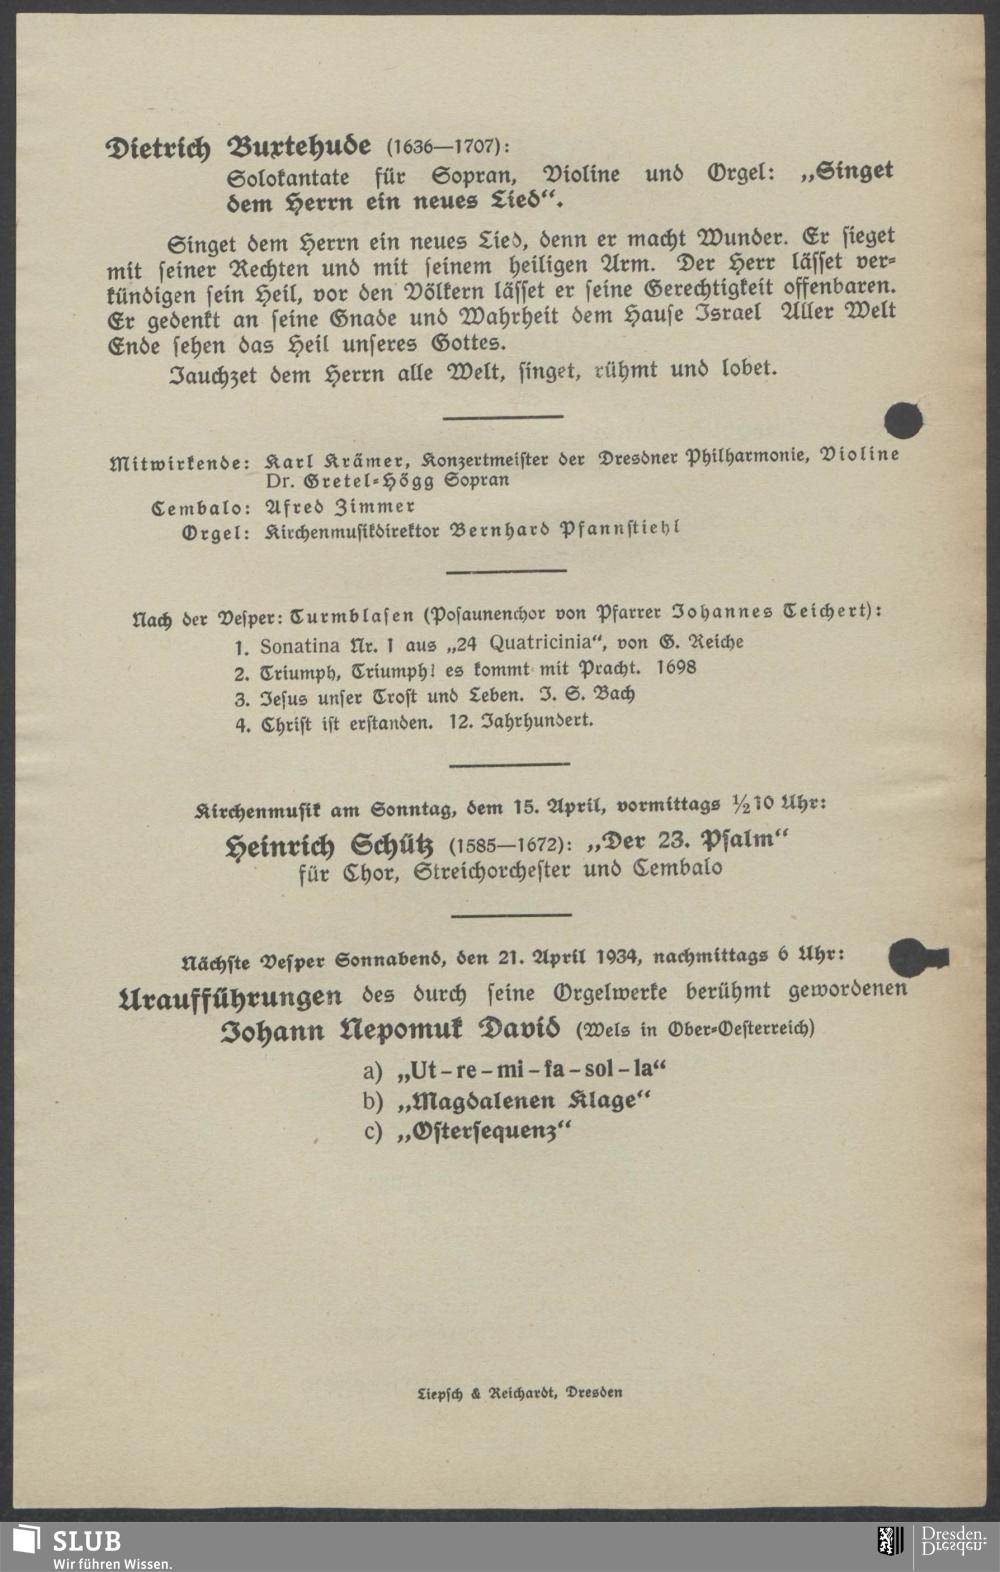 Dietrich Buxtehude (1636—1707):
Solokantate für Sopran, Violine und Orgel: „Singet
dem Herrn ein neues Lied“.
Singet dem Herrn ein neues Lied, denn er macht Wunder. Er sieget
mit seiner Rechten und mit seinem heiligen Arm. Der Herr lässet ver-
kündigen sein Heil, vor den Völkern lässet er seine Gerechtigkeit offenbaren.
Er gedenkt an seine Gnade und Wahrheit dem Hause Israel Aller Welt
Ende sehen das Heil unseres Gottes.
Jauchzet dem Herrn alle Welt, singet, rühmt und lobet.
Mitwirkende: Karl Krämer, Konzertmeister der Dresdner Philharmonie, Violine
Dr. Gretel-Högg Sopran
Cembalo: Afred Zimmer
Orgel: Kirchenmusikdirektor Bernhard Pfannstiehl
Nach der Vesper: Turmblasen (Posaunenchor von Pfarrer Johannes Teichert):
1. Sonatina Nr. 1 aus „24 Quatricinia“, von G. Reiche
2. Triumph, Triumph! es kommt mit Pracht. 1698
3. Jesus unser Trost und Leben. J. S. Bach
4. Christ ist erstanden. 12. Jahrhundert.
Kirchenmusik am Sonntag, dem 15. April, vormittags ½10 Uhr:
Heinrich Schütz (1585—1672): „Der 23. Psalm“
für Chor, Streichorchester und Cembalo
Nächste Vesper Sonnabend, den 21. April 1934, nachmittags 6 Uhr:
Uraufführungen des durch seine Orgelwerke berühmt gewordenen
Johann Nepomuk David (Wels in Ober-Oesterreich)
a) „Ut – re – mi – fa – sol – la“
b) „Magdalenen Klage“
c) „Ostersequenz“
Liepsch & Reichardt, Dresden
SLUB
Wir führen Wissen.
Dresden.
Dresden.